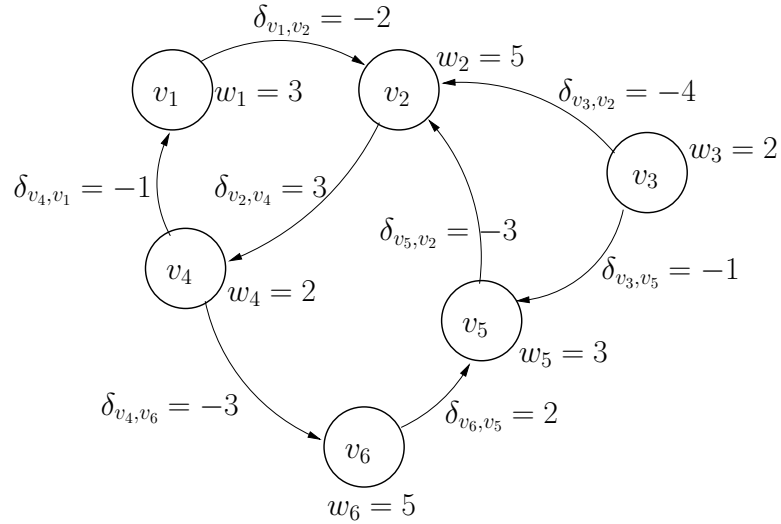 δ_{v_1,v_2} = −2
w_2 = 5
v_1
w_1 = 3
v_2
δ_{v_3,v_2} = −4
w_3 = 2
v_3
δ_{v_4,v_1} = −1
δ_{v_2,v_4} = 3
δ_{v_5,v_2} = −3
v_4
w_4 = 2
δ_{v_3,v_5} = −1
v_5
w_5 = 3
δ_{v_4,v_6} = −3
δ_{v_6,v_5} = 2
v_6
w_6 = 5